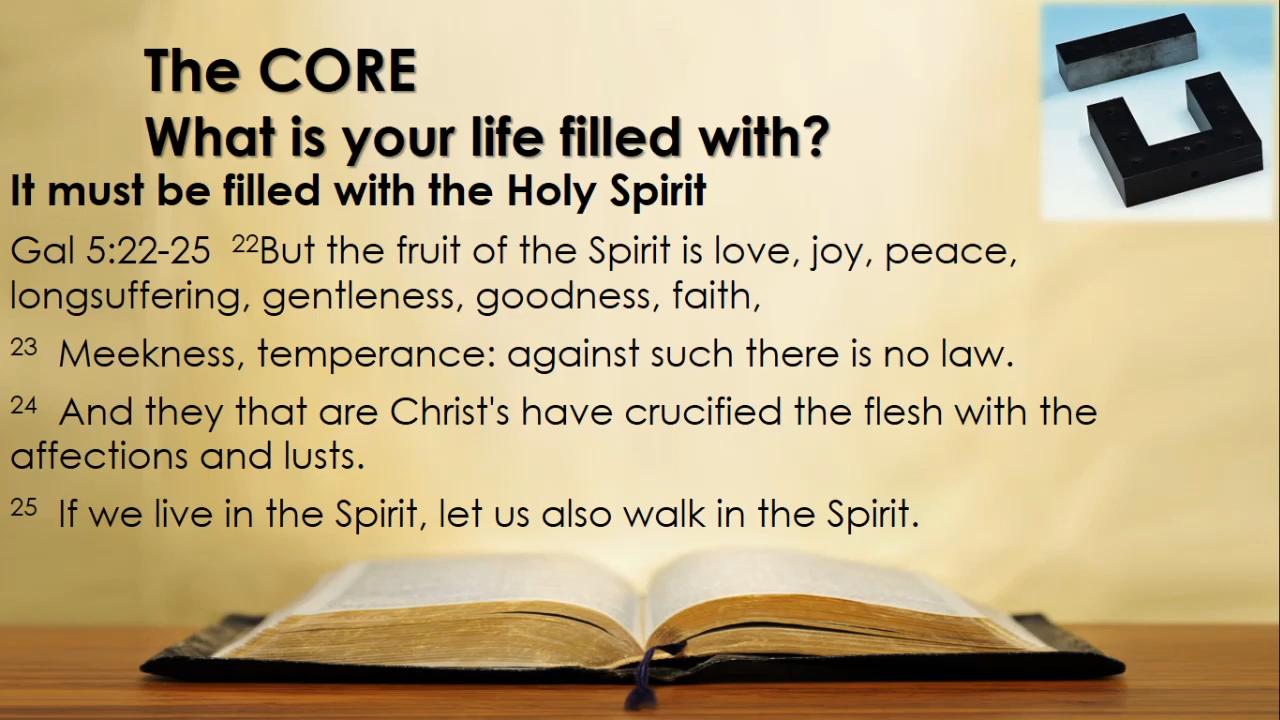 The CORE
What is your life filled with?
It must be filled with the Holy Spirit
Gal 5:22-25 ²²But the fruit of the Spirit is love, joy, peace,
longsuffering, gentleness, goodness, faith,
²³ Meekness, temperance: against such there is no law.
²⁴ And they that are Christ's have crucified the flesh with the
affections and lusts.
²⁵ If we live in the Spirit, let us also walk in the Spirit.